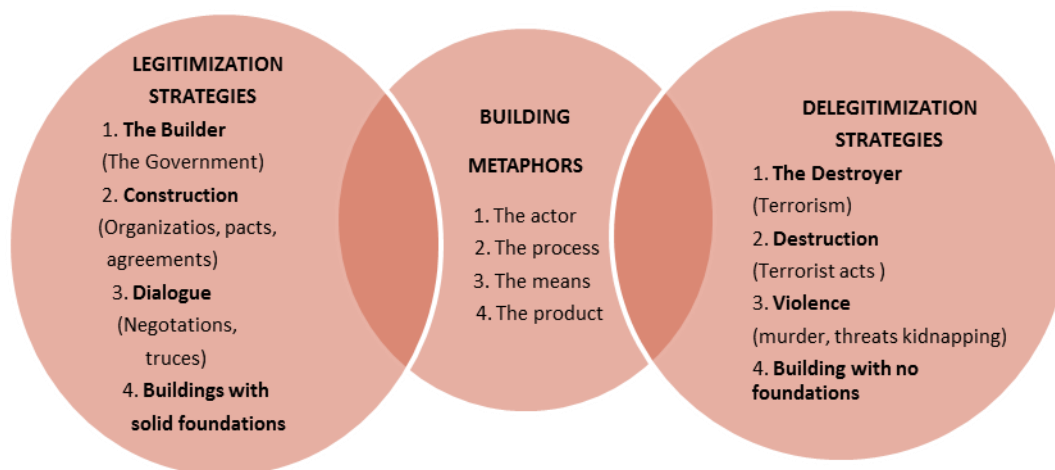 LEGITIMIZATION
STRATEGIES
1. The Builder
(The Government)
2. Construction
(Organizatios, pacts,
agreements)
3. Dialogue
(Negotations,
truces)
4. Buildings with
solid foundations
BUILDING
METAPHORS
1. The actor
2. The process
3. The means
4. The product
DELEGITIMIZATION
STRATEGIES
1. The Destroyer
(Terrorism)
2. Destruction
(Terrorist acts )
3. Violence
(murder, threats kidnapping)
4. Building with no
foundations